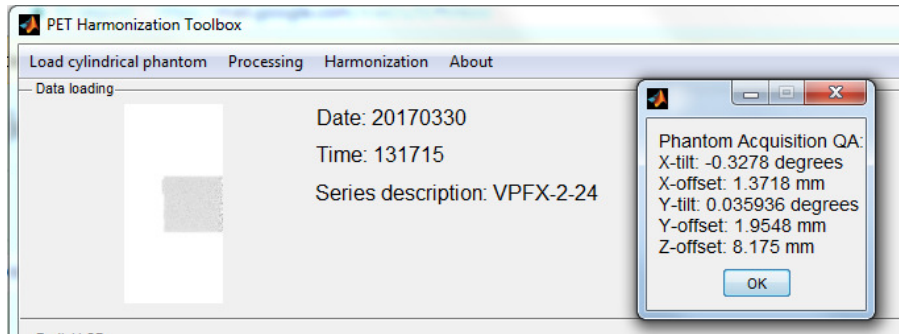 PET Harmonization Toolbox
Load cylindrical phantom Processing Harmonization About
Data loading
Date: 20170330
Time: 131715
Series description: VPFX-2-24
Phantom Acquisition QA:
X-tilt: -0.3278 degrees
X-offset: 1.3718 mm
Y-tilt: 0.035936 degrees
Y-offset: 1.9548 mm
Z-offset: 8.175 mm
OK